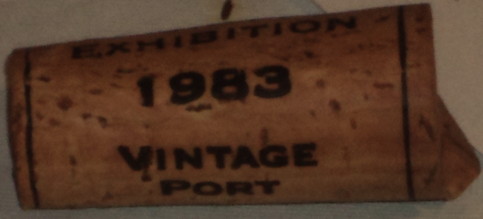 EXHIBITION
1983
VINTAGE
PORT